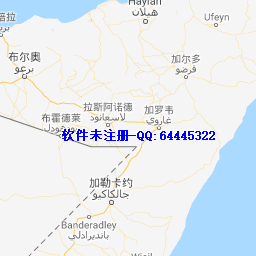 Haylan
هيلان
Ufeyn
布尔奥
برعو
加尔多
قرضو
拉斯阿诺德
لاسعانود
布霍德莱
加罗韦
غاروي
软件未注册-QQ:64445322
加勒卡约
جالكاكيو
Banderadley
بانديرادلي